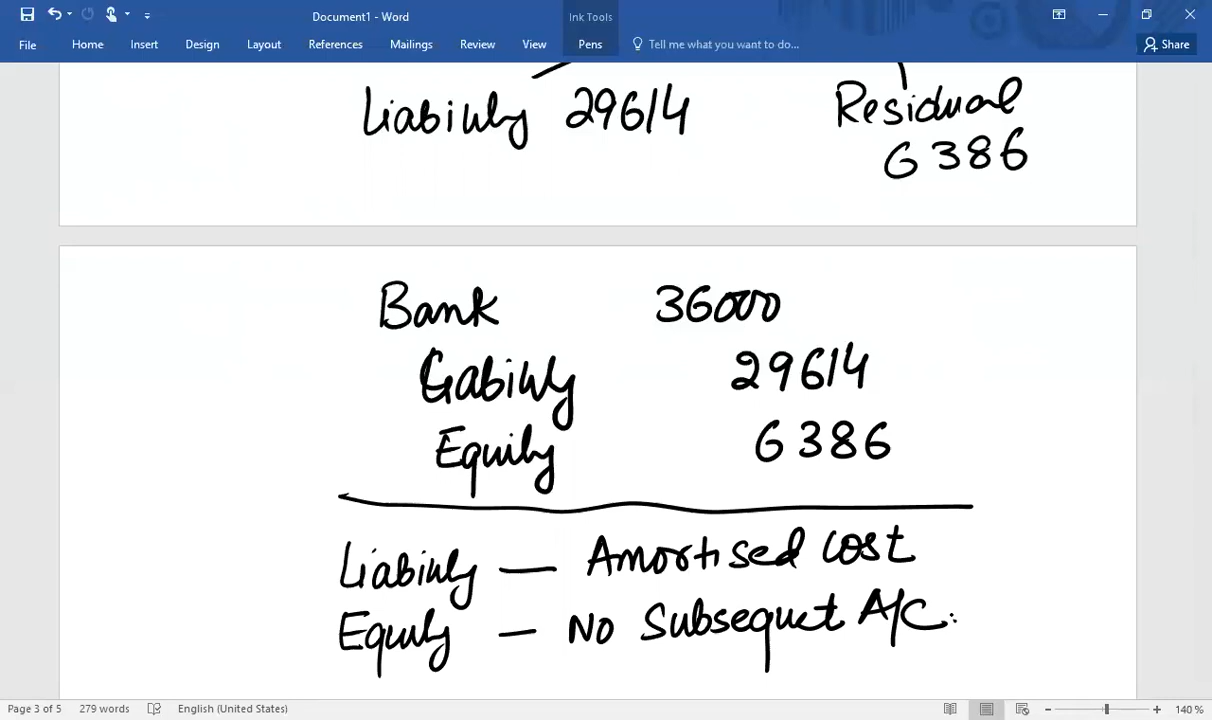 Document1 - Word
Ink Tools
File Home Insert Design Layout References Mailings Review View Pens Tell me what you want to do... Share
Liability 29614
Residual
6386
Bank 36000
Liability 29614
Equity 6386
Liability — Amortised cost
Equity — No Subsequet A/C
Page 3 of 5 279 words English (United States) 140 %